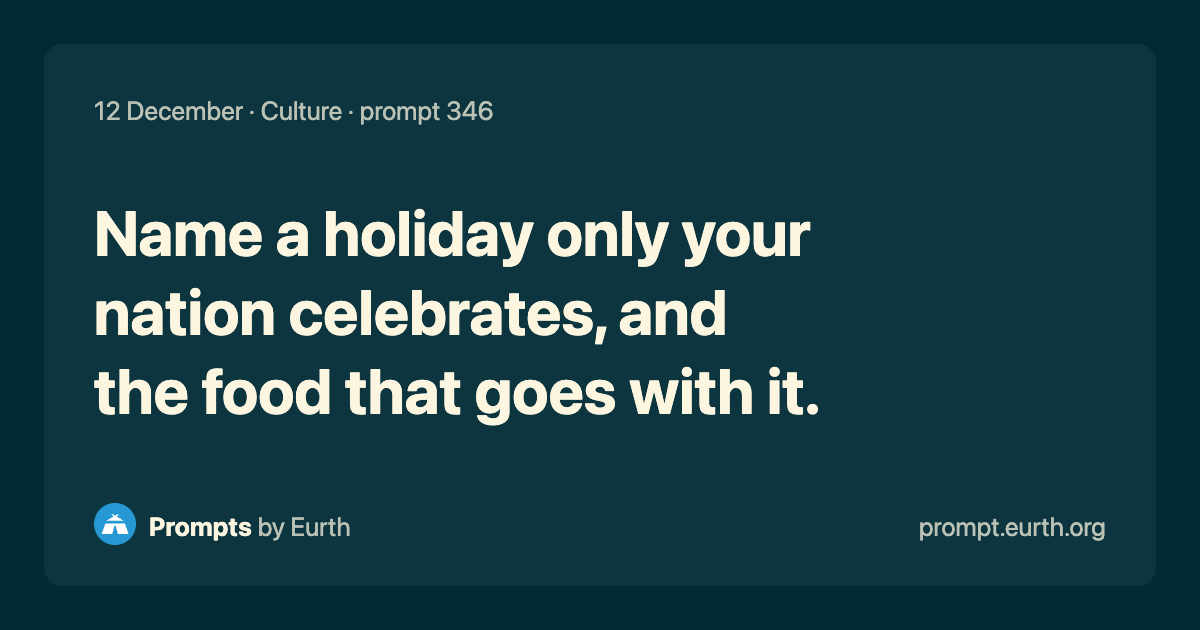 12 December · Culture · prompt 346
Name a holiday only your
nation celebrates, and
the food that goes with it.
Prompts by Eurth
prompt.eurth.org